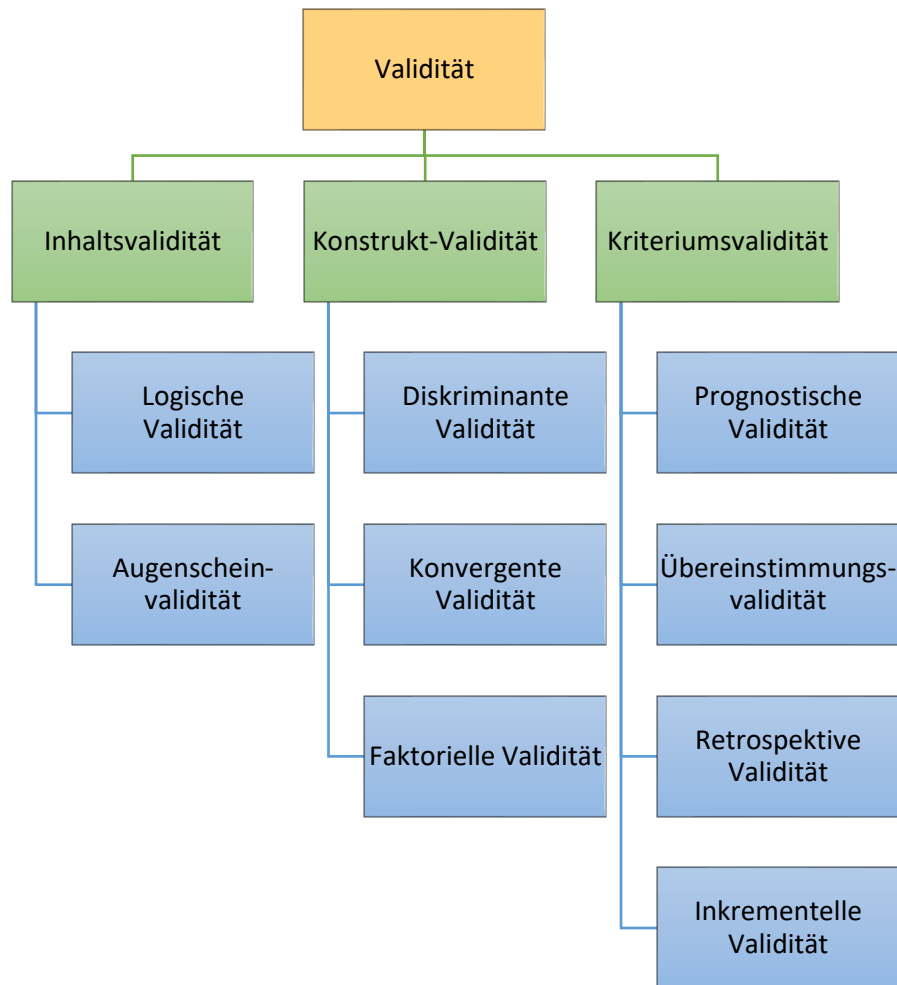 Validität
Inhaltsvalidität
Konstrukt-Validität
Kriteriumsvalidität
Logische
Validität
Diskriminante
Validität
Prognostische
Validität
Augenschein-
validität
Konvergente
Validität
Übereinstimmungs-
validität
Faktorielle Validität
Retrospektive
Validität
Inkrementelle
Validität